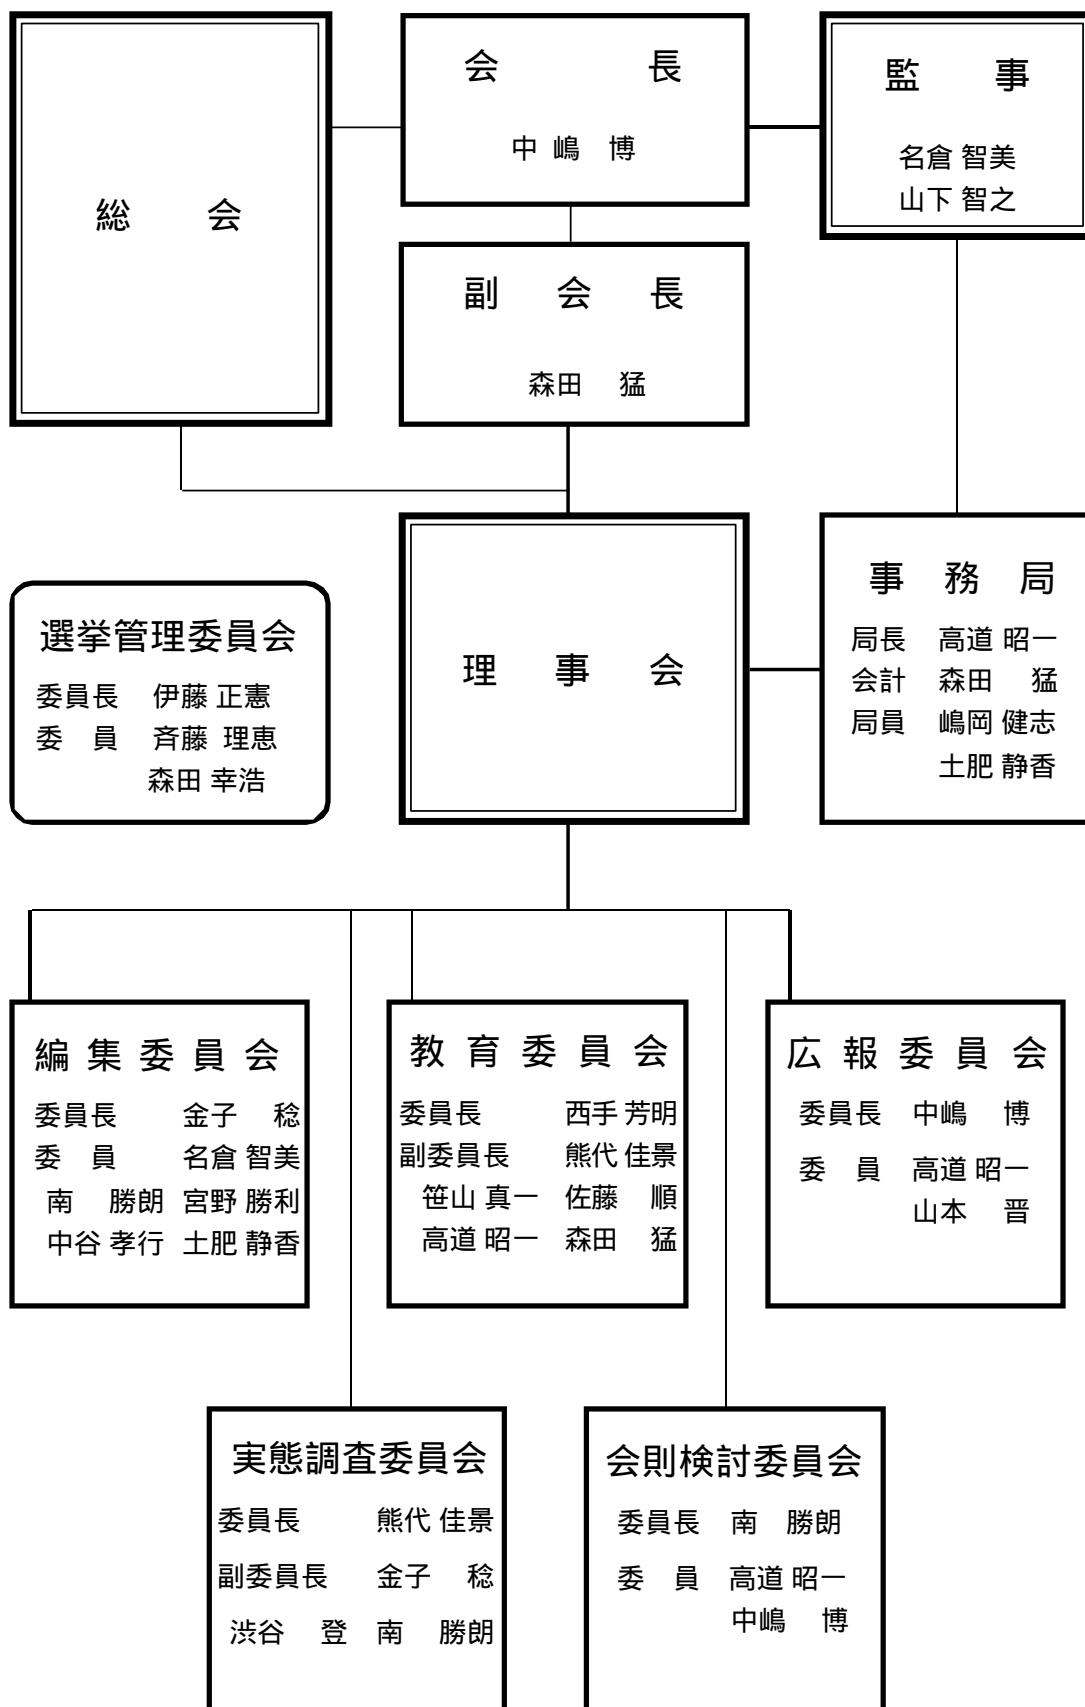 総　会
会　長
中 嶋　博
監　事
名倉 智美
山下 智之
副　会　長
森田　猛
理　事　会
事　務　局
局長　高道 昭一
会計　森田　猛
局員　嶋岡 健志
土肥 静香
選挙管理委員会
委員長　伊藤 正憲
委　員　斉藤 理恵
森田 幸浩
編 集 委 員 会
委員長　金子　稔
委　員　名倉 智美
南　勝朗 宮野 勝利
中谷 孝行 土肥 静香
教 育 委 員 会
委員長　西手 芳明
副委員長　熊代 佳景
笹山 真一 佐藤　順
高道 昭一 森田　猛
広 報 委 員 会
委員長　中嶋　博
委　員　高道 昭一
山本　晋
実態調査委員会
委員長　熊代 佳景
副委員長　金子　稔
渋谷　登 南　勝朗
会則検討委員会
委員長　南　勝朗
委　員　高道 昭一
中嶋　博